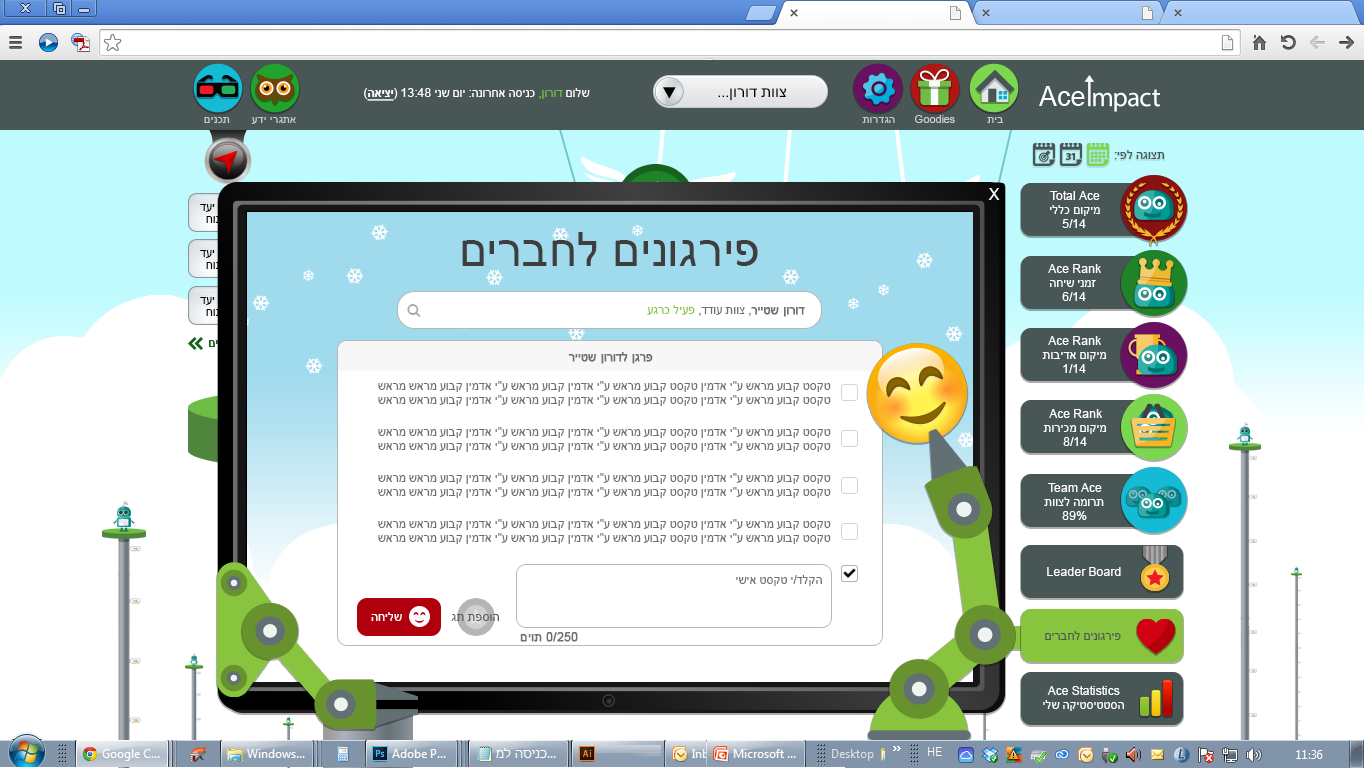 שלום דורון, כניסה אחרונה: יום שני 13:48 (יציאה)
צוות דורון...
AceImpact
בית
Goodies
הגדרות
אתגרי ידע
תכנים
תצוגה לפי:
31
Total Ace
מיקום כללי
5/14
Ace Rank
זמני שיחה
6/14
Ace Rank
מיקום אדיבות
1/14
Ace Rank
מיקום מכירות
8/14
Team Ace
תרומה לצוות
89%
Leader Board
פירגונים לחברים
Ace Statistics
הסטטיסטיקה שלי
X
פירגונים לחברים
דורון שטייר, צוות עודד, פעיל כרגע
פרגן לדורון שטייר
טקסט קבוע מראש ע"י אדמין טקסט קבוע מראש ע"י אדמין קבוע מראש מראש
טקסט קבוע מראש ע"י אדמין טקסט קבוע מראש ע"י אדמין קבוע מראש מראש
טקסט קבוע מראש ע"י אדמין טקסט קבוע מראש ע"י אדמין קבוע מראש מראש
טקסט קבוע מראש ע"י אדמין טקסט קבוע מראש ע"י אדמין קבוע מראש מראש
טקסט קבוע מראש ע"י אדמין טקסט קבוע מראש ע"י אדמין קבוע מראש מראש
טקסט קבוע מראש ע"י אדמין טקסט קבוע מראש ע"י אדמין קבוע מראש מראש
טקסט קבוע מראש ע"י אדמין טקסט קבוע מראש ע"י אדמין קבוע מראש מראש
טקסט קבוע מראש ע"י אדמין טקסט קבוע מראש ע"י אדמין קבוע מראש מראש
הקלד/י טקסט אישי
0/250 תוים
הוספת תג
שליחה
יעד
יעד
יעד
Google C...
Windows...
Adobe P...
כניסה למ...
Inb
Microsoft ...
Desktop
HE
11:36